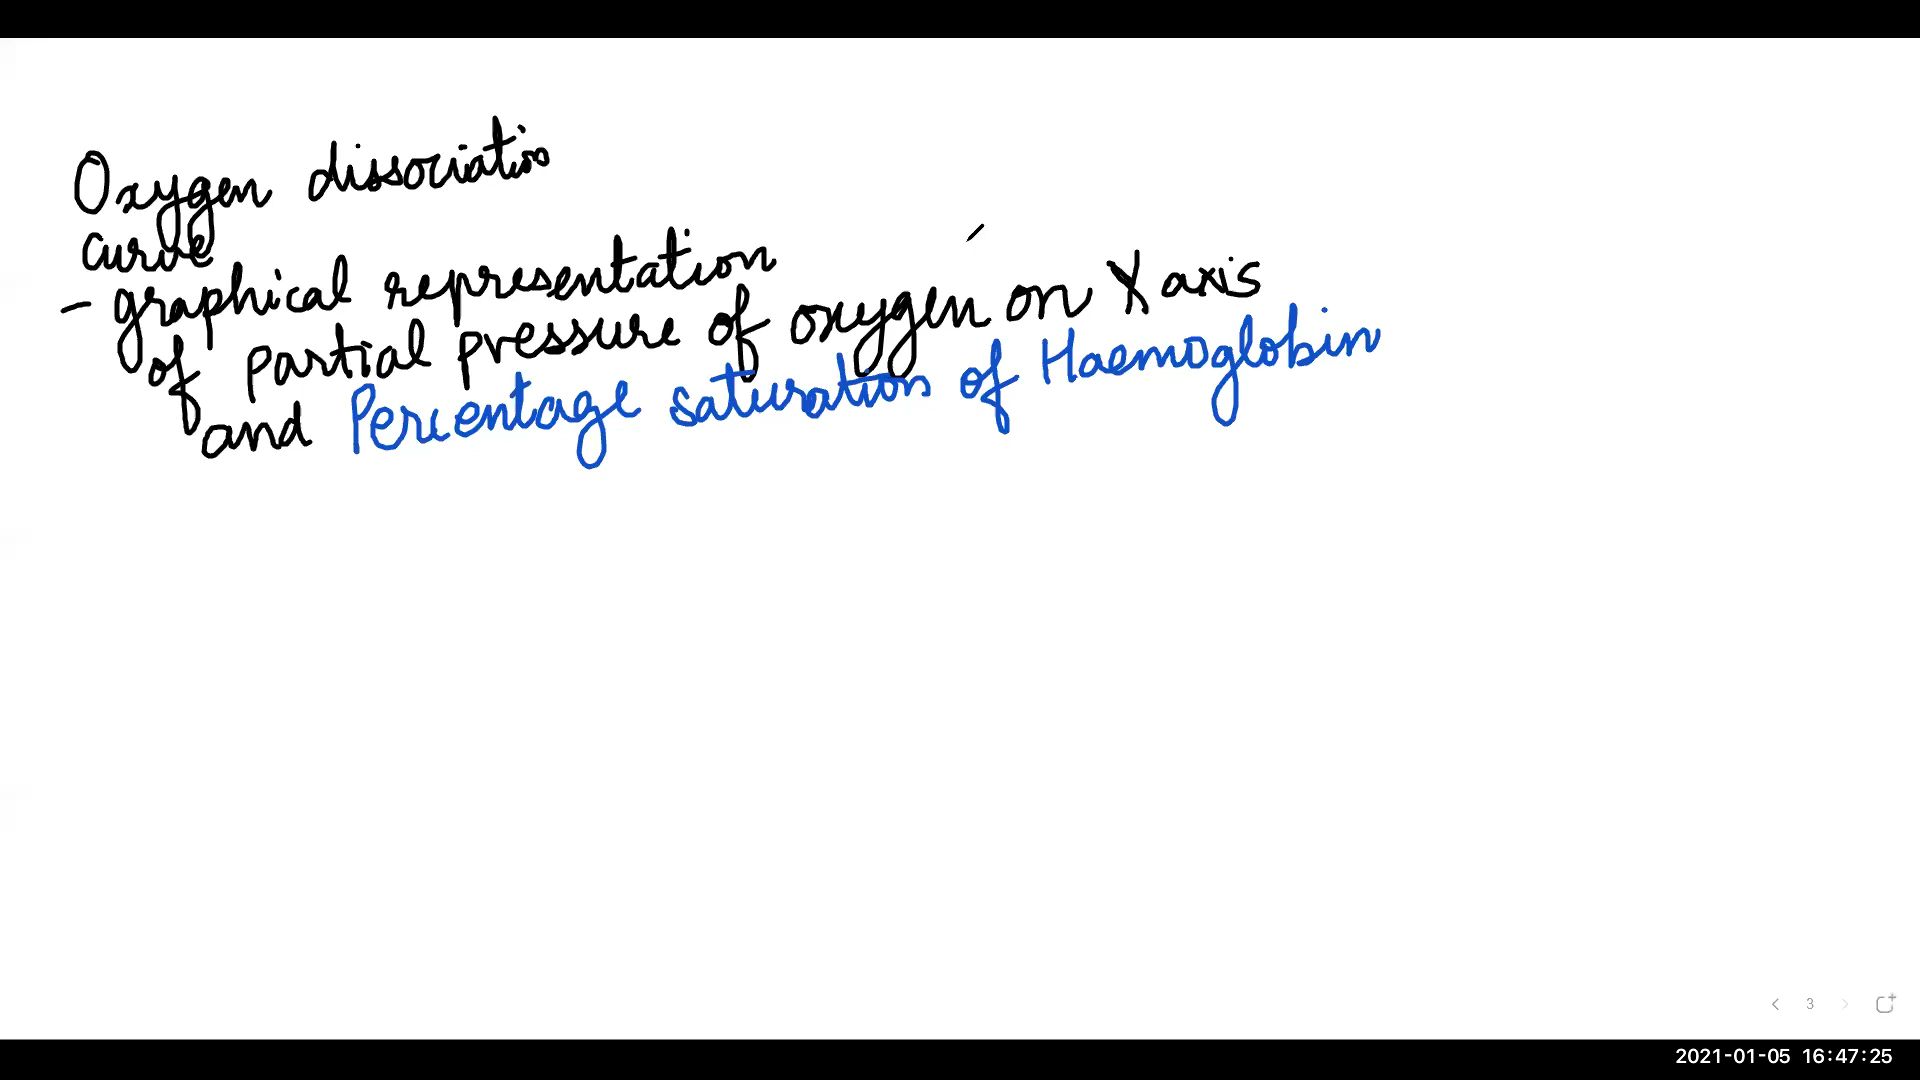 Oxygen dissociation
curve
- graphical representation
of partial pressure of oxygen on X axis
and Percentage saturation of Haemoglobin
3
2021-01-05 16:47:25